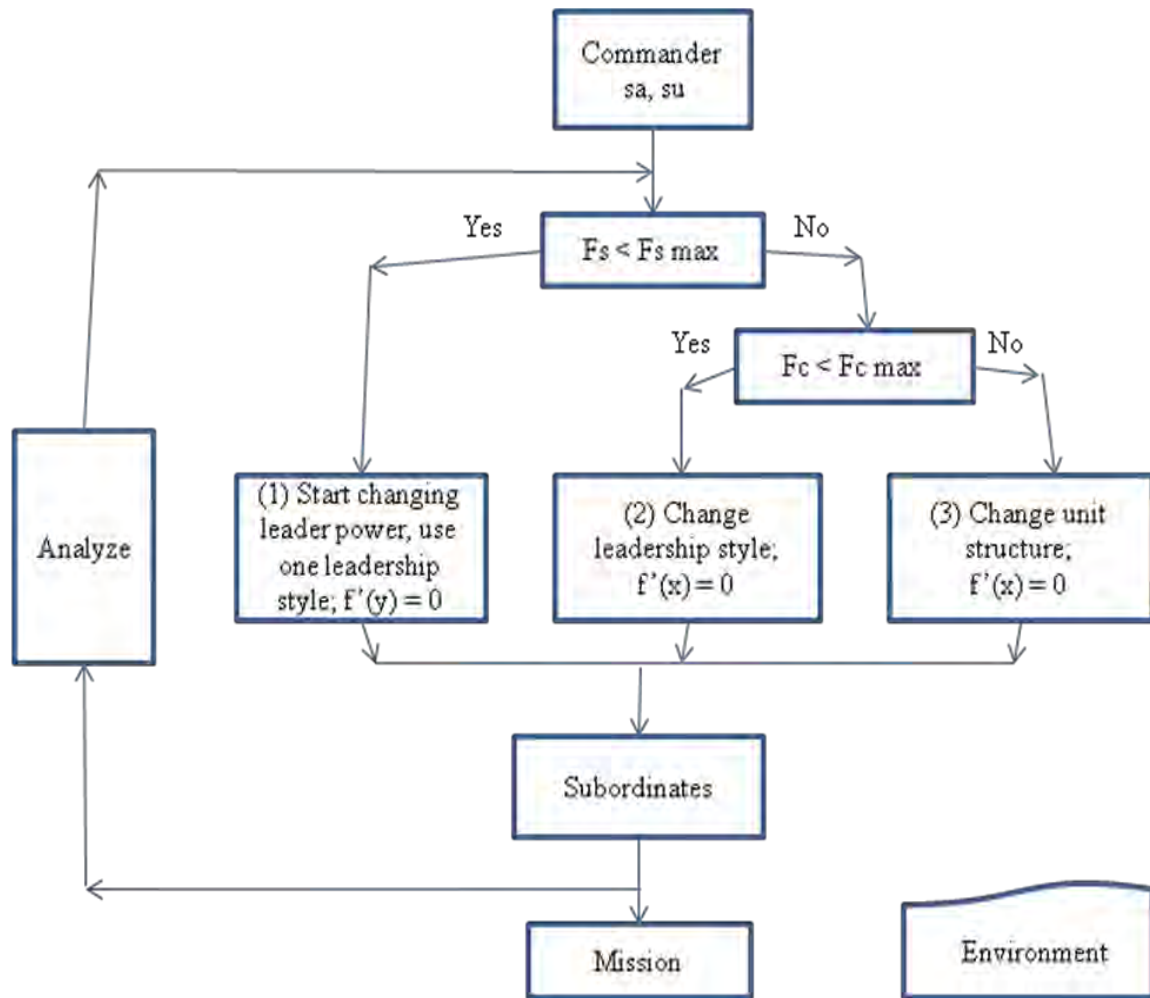 Commander
sa, su
Yes
No
Fs < Fs max
Yes
No
Fc < Fc max
Analyze
(1) Start changing
leader power, use
one leadership
style; f’(y) = 0
(2) Change
leadership style;
f’(x) = 0
(3) Change unit
structure;
f’(x) = 0
Subordinates
Mission
Environment